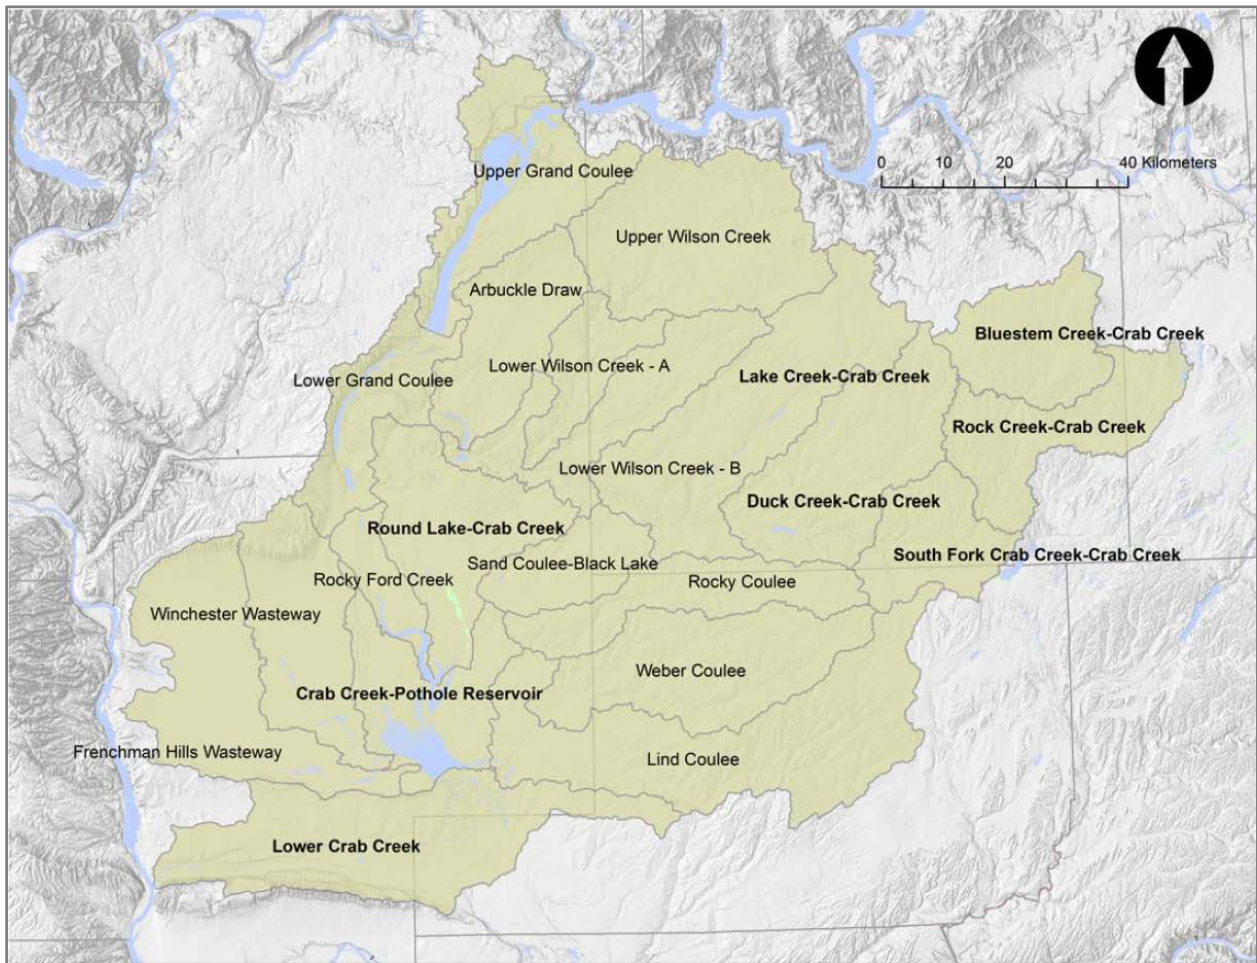 0 10 20 40 Kilometers
Upper Grand Coulee
Upper Wilson Creek
Arbuckle Draw
Bluestem Creek-Crab Creek
Lower Wilson Creek - A
Lake Creek-Crab Creek
Lower Grand Coulee
Rock Creek-Crab Creek
Lower Wilson Creek - B
Duck Creek-Crab Creek
Round Lake-Crab Creek
South Fork Crab Creek-Crab Creek
Sand Coulee-Black Lake
Rocky Ford Creek
Rocky Coulee
Winchester Wasteway
Weber Coulee
Crab Creek-Pothole Reservoir
Frenchman Hills Wasteway
Lind Coulee
Lower Crab Creek